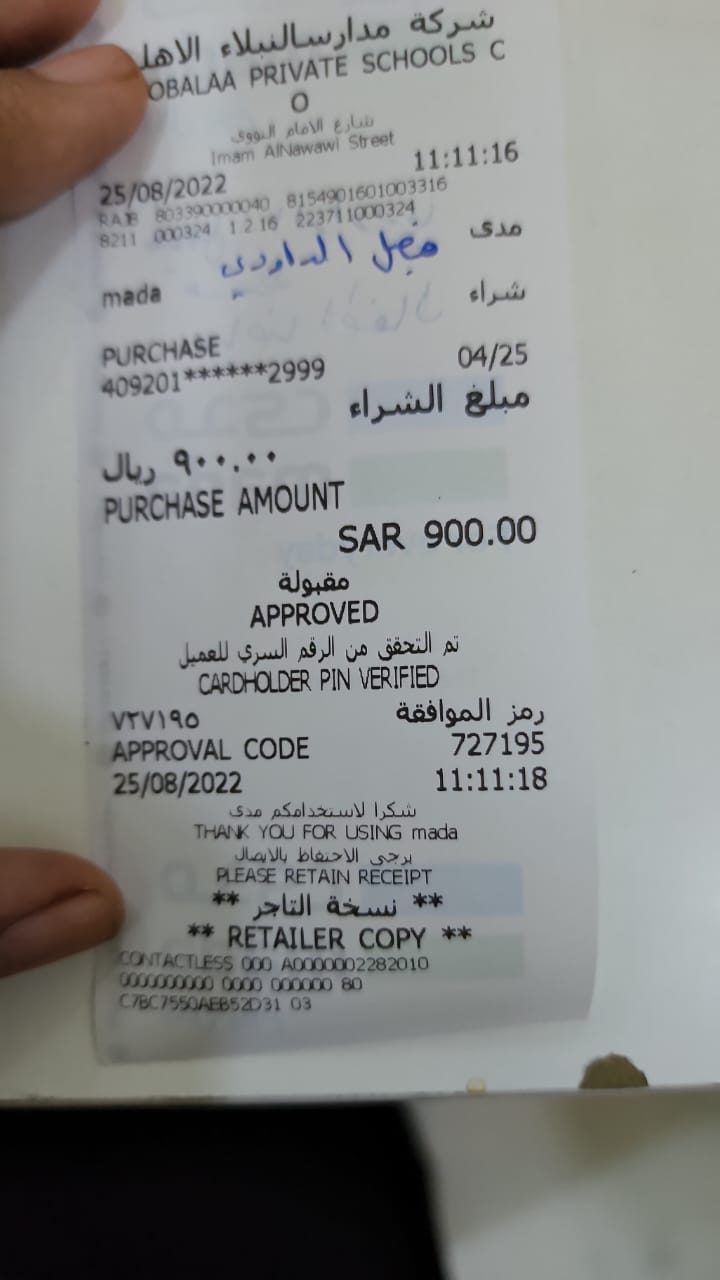 شركة مدارسالنبلاء الاهل
OBALAA PRIVATE SCHOOLS C
O
شارع الامام النووي
Imam AlNawawi Street
25/08/2022 11:11:16
RAJB 803390000040 8154901601003316
8211 000324 1.2.16 223711000324
مدى
الداودي
mada شراء
PURCHASE 04/25
409201******2999
مبلغ الشراء
٩٠٠.٠٠ ريال
PURCHASE AMOUNT
SAR 900.00
مقبولة
APPROVED
تم التحقق من الرقم السري للعميل
CARDHOLDER PIN VERIFIED
رمز الموافقة ٧٢٧١٩٥
APPROVAL CODE 727195
25/08/2022 11:11:18
شكرا لاستخدامكم مدى
THANK YOU FOR USING mada
يرجى الاحتفاظ بالايصال
PLEASE RETAIN RECEIPT
** نسخة التاجر **
** RETAILER COPY **
CONTACTLESS 000 A0000002282010
0000000000 0000 000000 80
C7BC7550AEB52D31 03